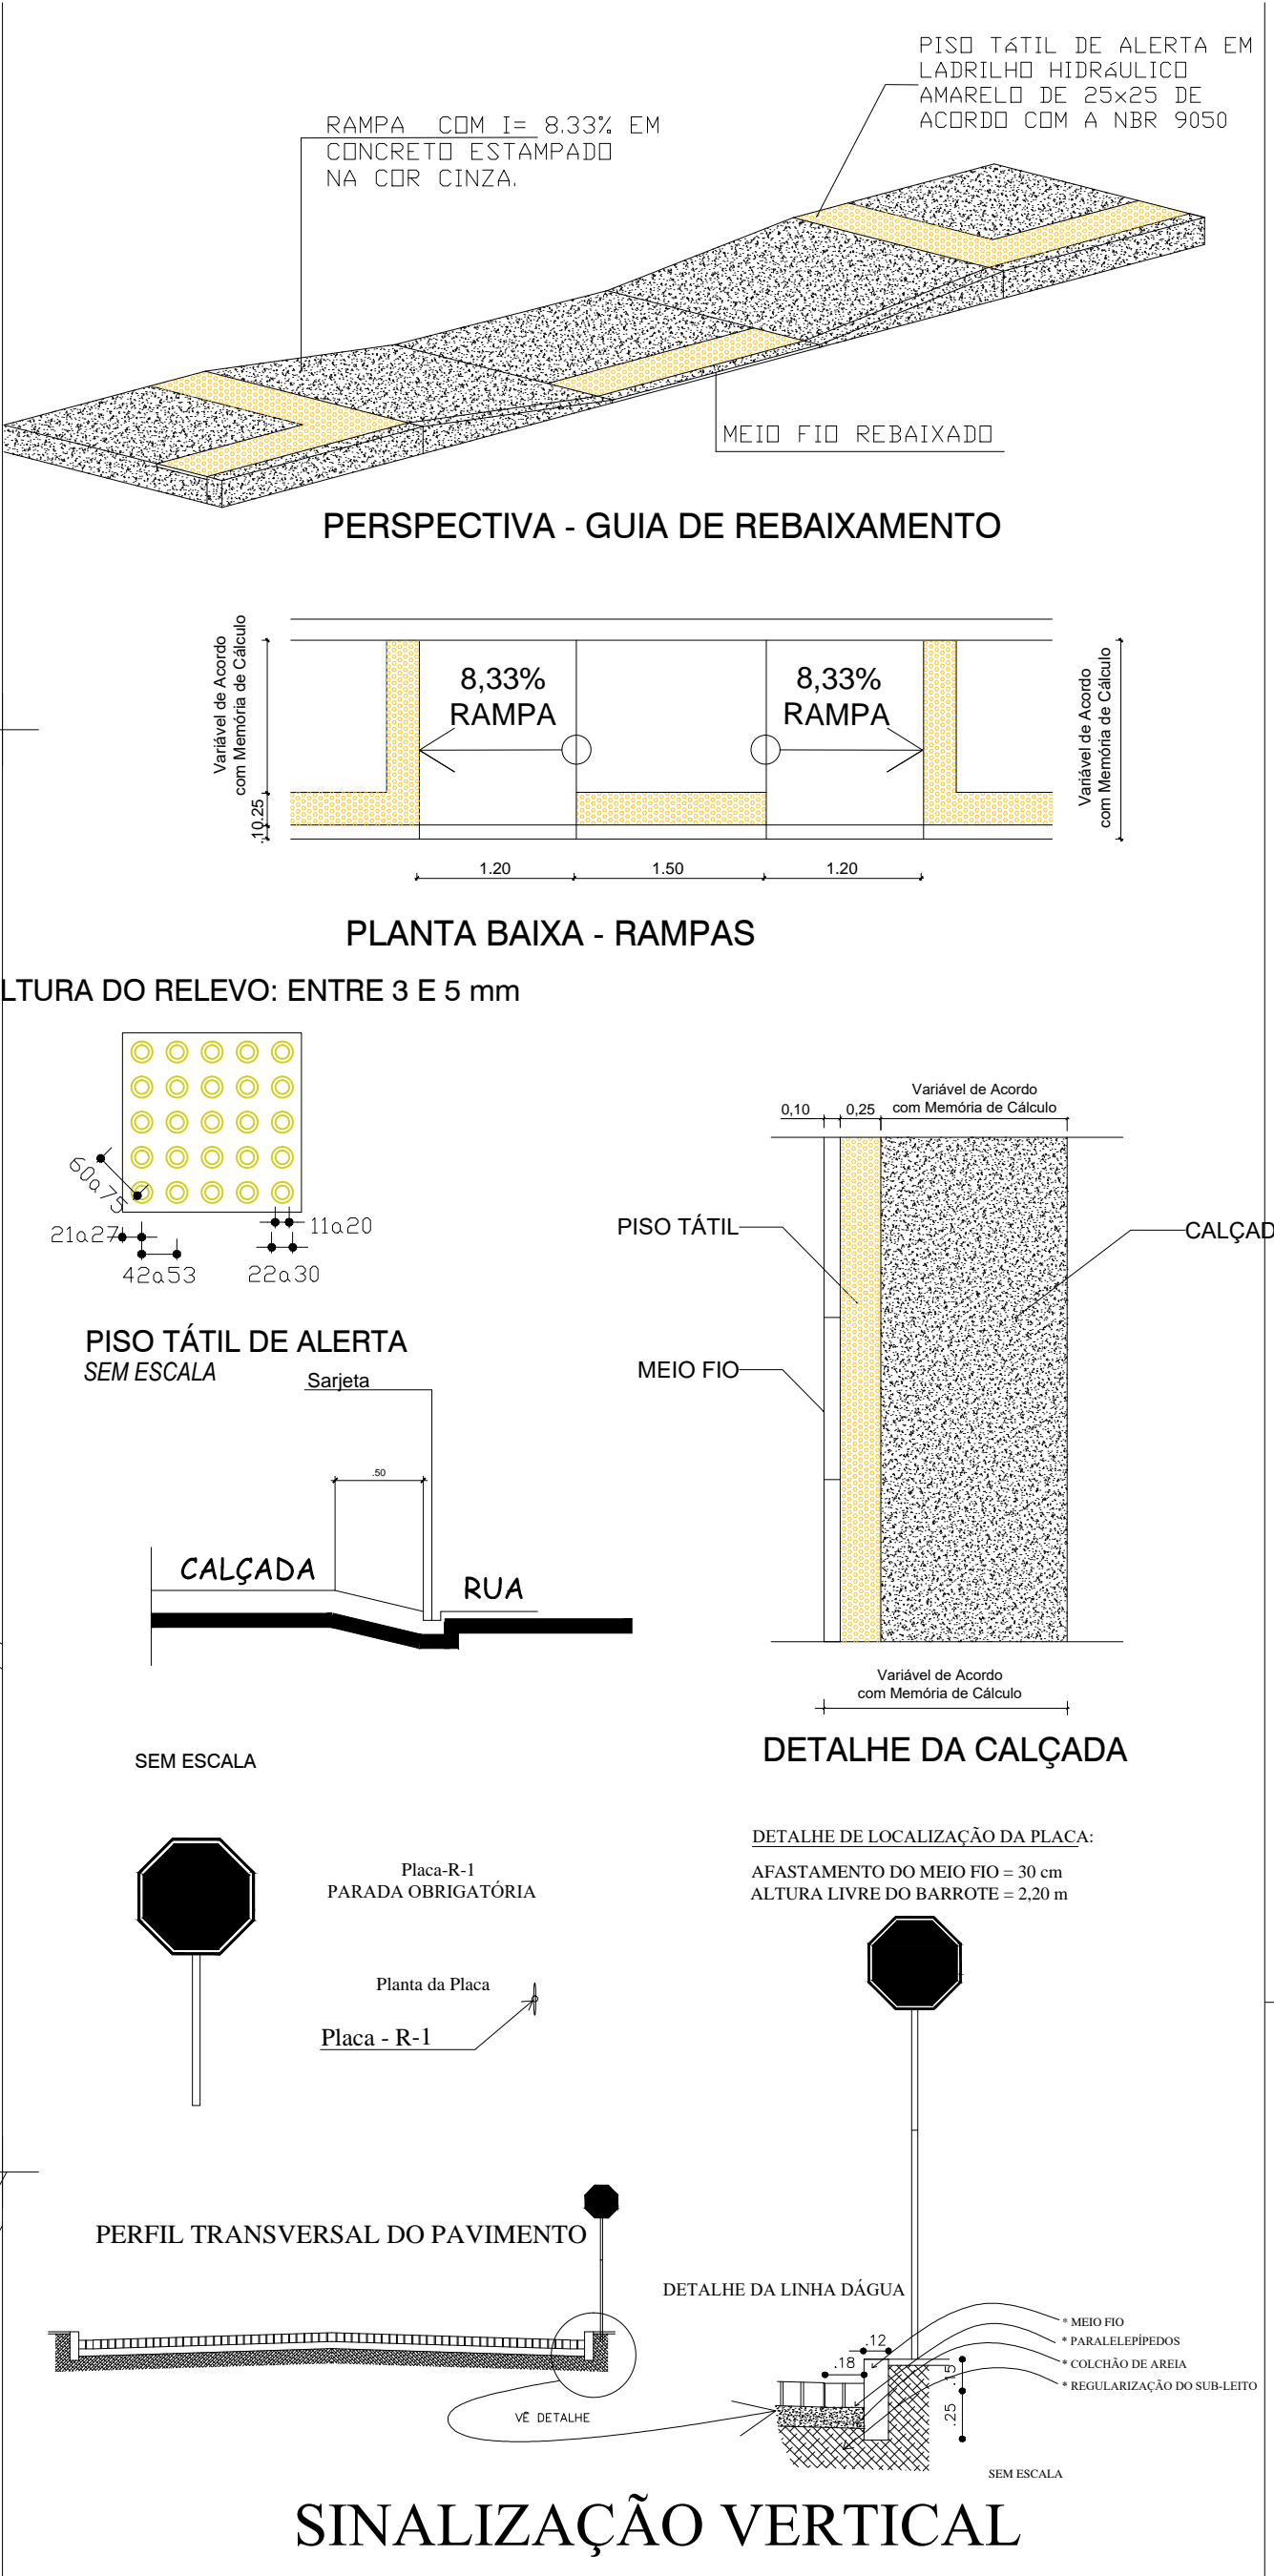 PISO TáTIL DE ALERTA EM
LADRILHO HIDRáULICO
AMARELO DE 25x25 DE
ACORDO COM A NBR 9050
RAMPA COM I= 8.33% EM
CONCRETO ESTAMPADO
NA COR CINZA.
MEIO FIO REBAIXADO
PERSPECTIVA - GUIA DE REBAIXAMENTO
Variável de Acordo
com Memória de Cálculo
8,33%
RAMPA
8,33%
RAMPA
Variável de Acordo
com Memória de Cálculo
.10
.25
1.20
1.50
1.20
PLANTA BAIXA - RAMPAS
LTURA DO RELEVO: ENTRE 3 E 5 mm
60a75
21a27
11a20
42a53
22a30
PISO TÁTIL DE ALERTA
SEM ESCALA
Variável de Acordo
com Memória de Cálculo
0,10
0,25
PISO TÁTIL
CALÇAD
MEIO FIO
Variável de Acordo
com Memória de Cálculo
DETALHE DA CALÇADA
Sarjeta
.50
CALÇADA
RUA
SEM ESCALA
Placa-R-1
PARADA OBRIGATÓRIA
Planta da Placa
Placa - R-1
DETALHE DE LOCALIZAÇÃO DA PLACA:
AFASTAMENTO DO MEIO FIO = 30 cm
ALTURA LIVRE DO BARROTE = 2,20 m
PERFIL TRANSVERSAL DO PAVIMENTO
VÊ DETALHE
DETALHE DA LINHA DÁGUA
* MEIO FIO
* PARALELEPÍPEDOS
* COLCHÃO DE AREIA
* REGULARIZAÇÃO DO SUB-LEITO
.12
.18
.15
.25
SEM ESCALA
SINALIZAÇÃO VERTICAL